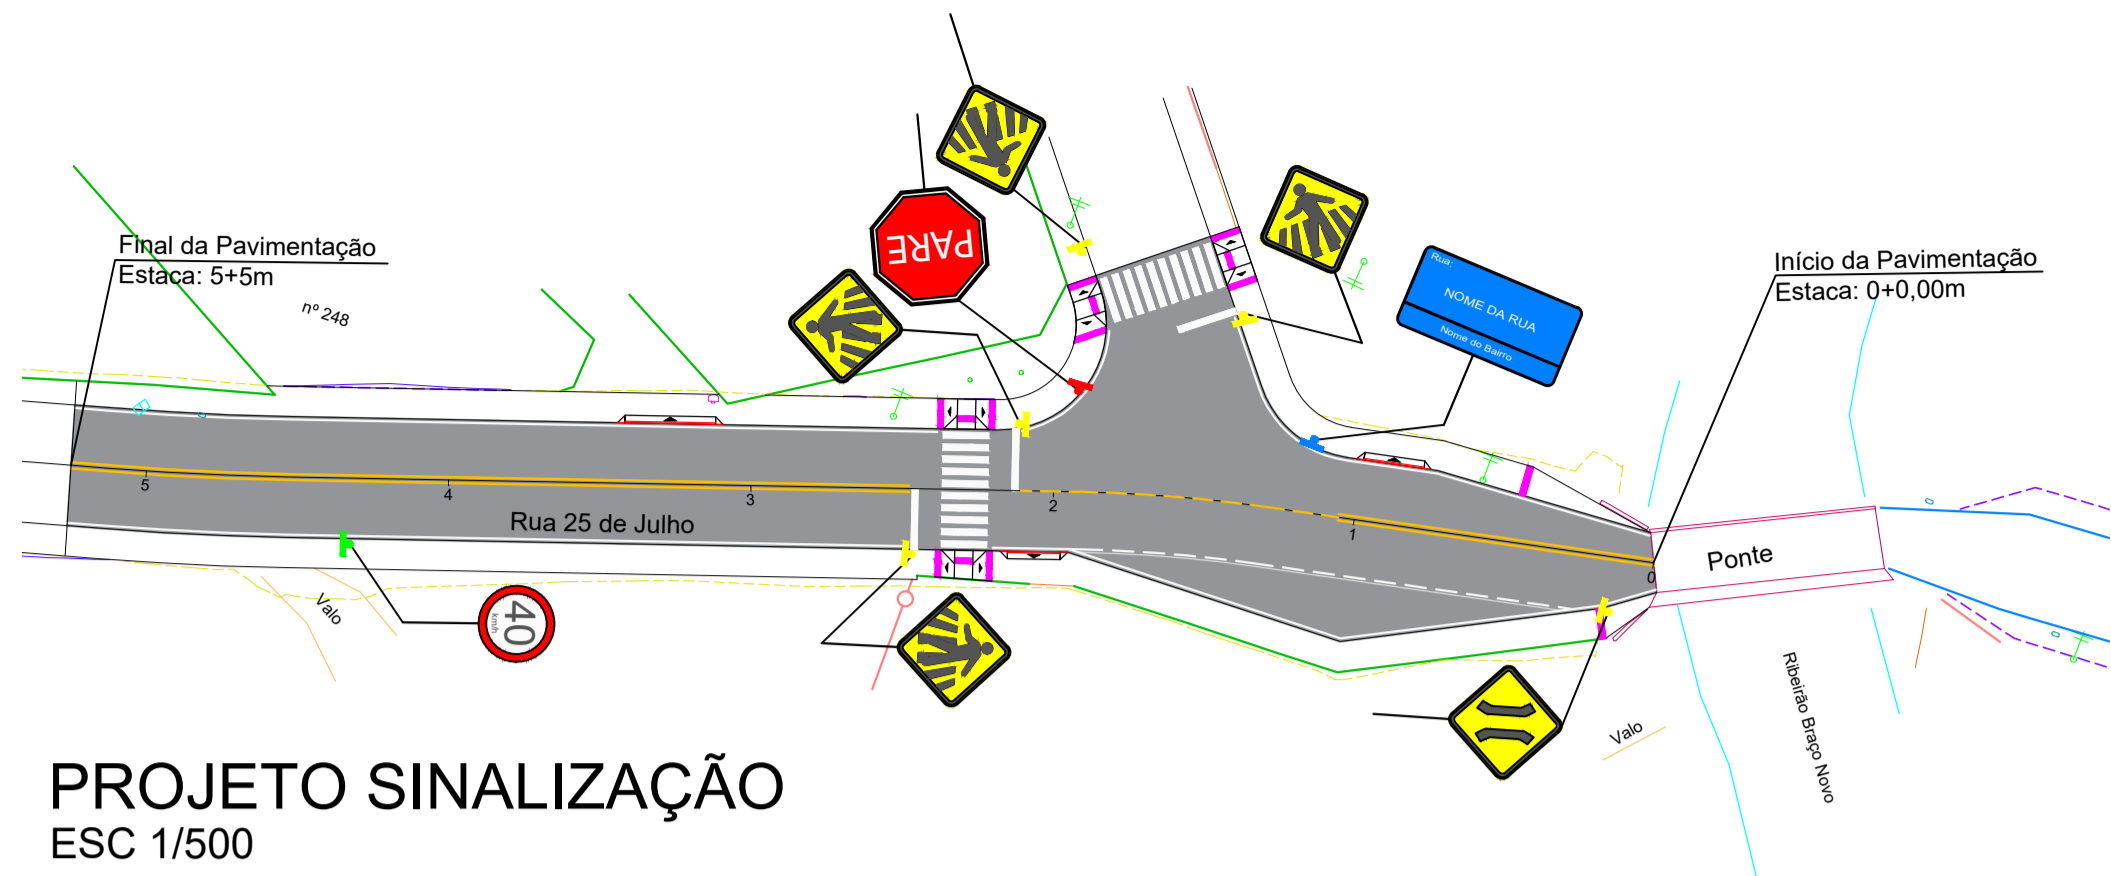 Final da Pavimentação
Estaca: 5+5m
nº 248
PARE
Rua:
NOME DA RUA
Nome do Bairro
Início da Pavimentação
Estaca: 0+0,00m
5
4
3
2
1
0
Rua 25 de Julho
Ponte
Valo
40
km/h
Valo
Ribeirão Braço Novo
PROJETO SINALIZAÇÃO
ESC 1/500